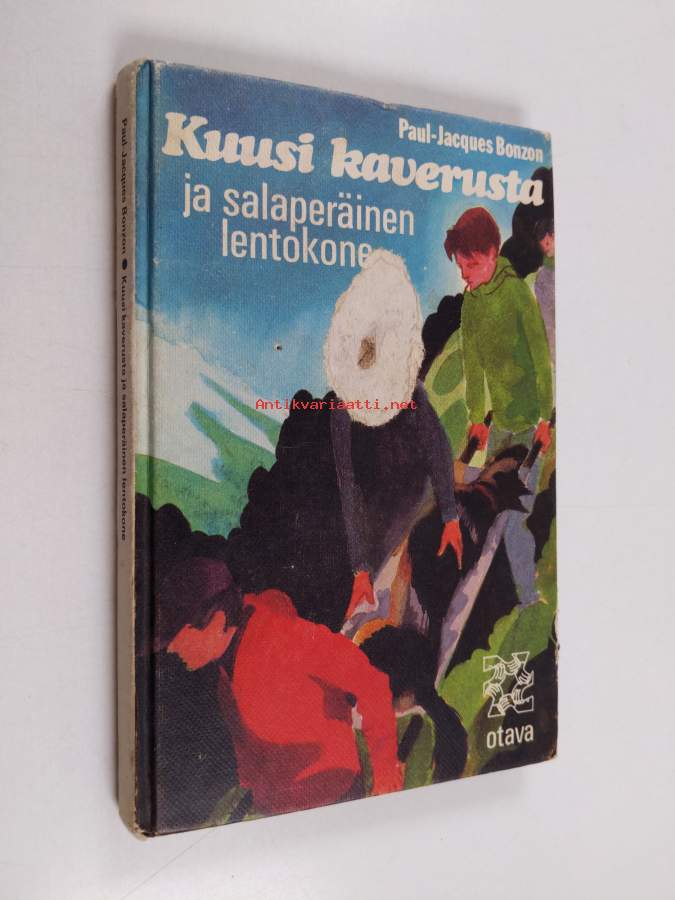 Paul-Jacques Bonzon
Kuusi kaverusta
ja salaperäinen
lentokone
Antikvariaatti.net
otava
Paul Jacques Bonzon ● Kuusi kaverusta ja salaperäinen lentokone